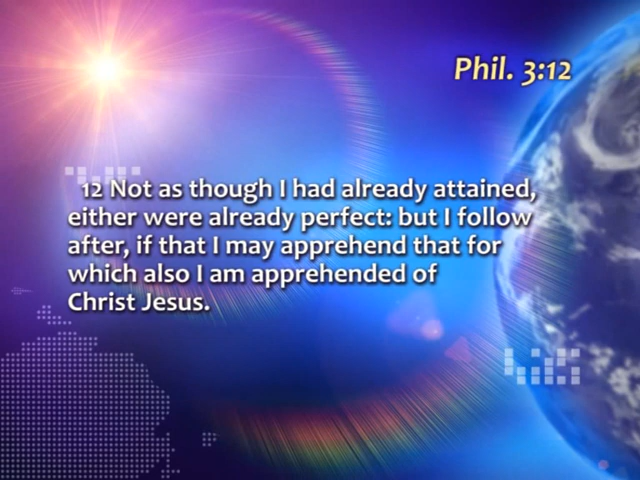 Phil. 3:12
12 Not as though I had already attained,
either were already perfect: but I follow
after, if that I may apprehend that for
which also I am apprehended of
Christ Jesus.